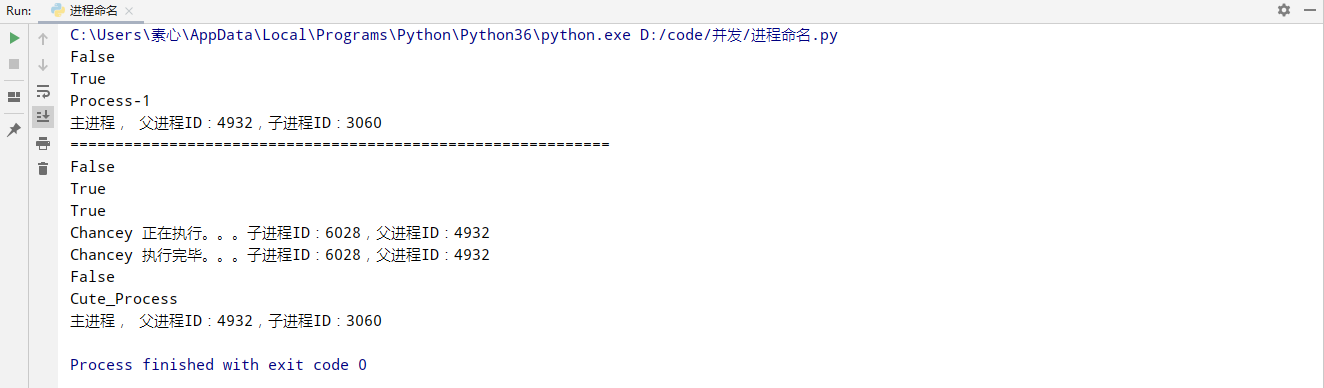 Run: 进程命名
C:\Users\素心\AppData\Local\Programs\Python\Python36\python.exe D:/code/并发/进程命名.py
False
True
Process-1
主进程， 父进程ID：4932，子进程ID：3060
============================================================
False
True
True
Chancey 正在执行。。。子进程ID：6028，父进程ID：4932
Chancey 执行完毕。。。子进程ID：6028，父进程ID：4932
False
Cute_Process
主进程， 父进程ID：4932，子进程ID：3060
Process finished with exit code 0